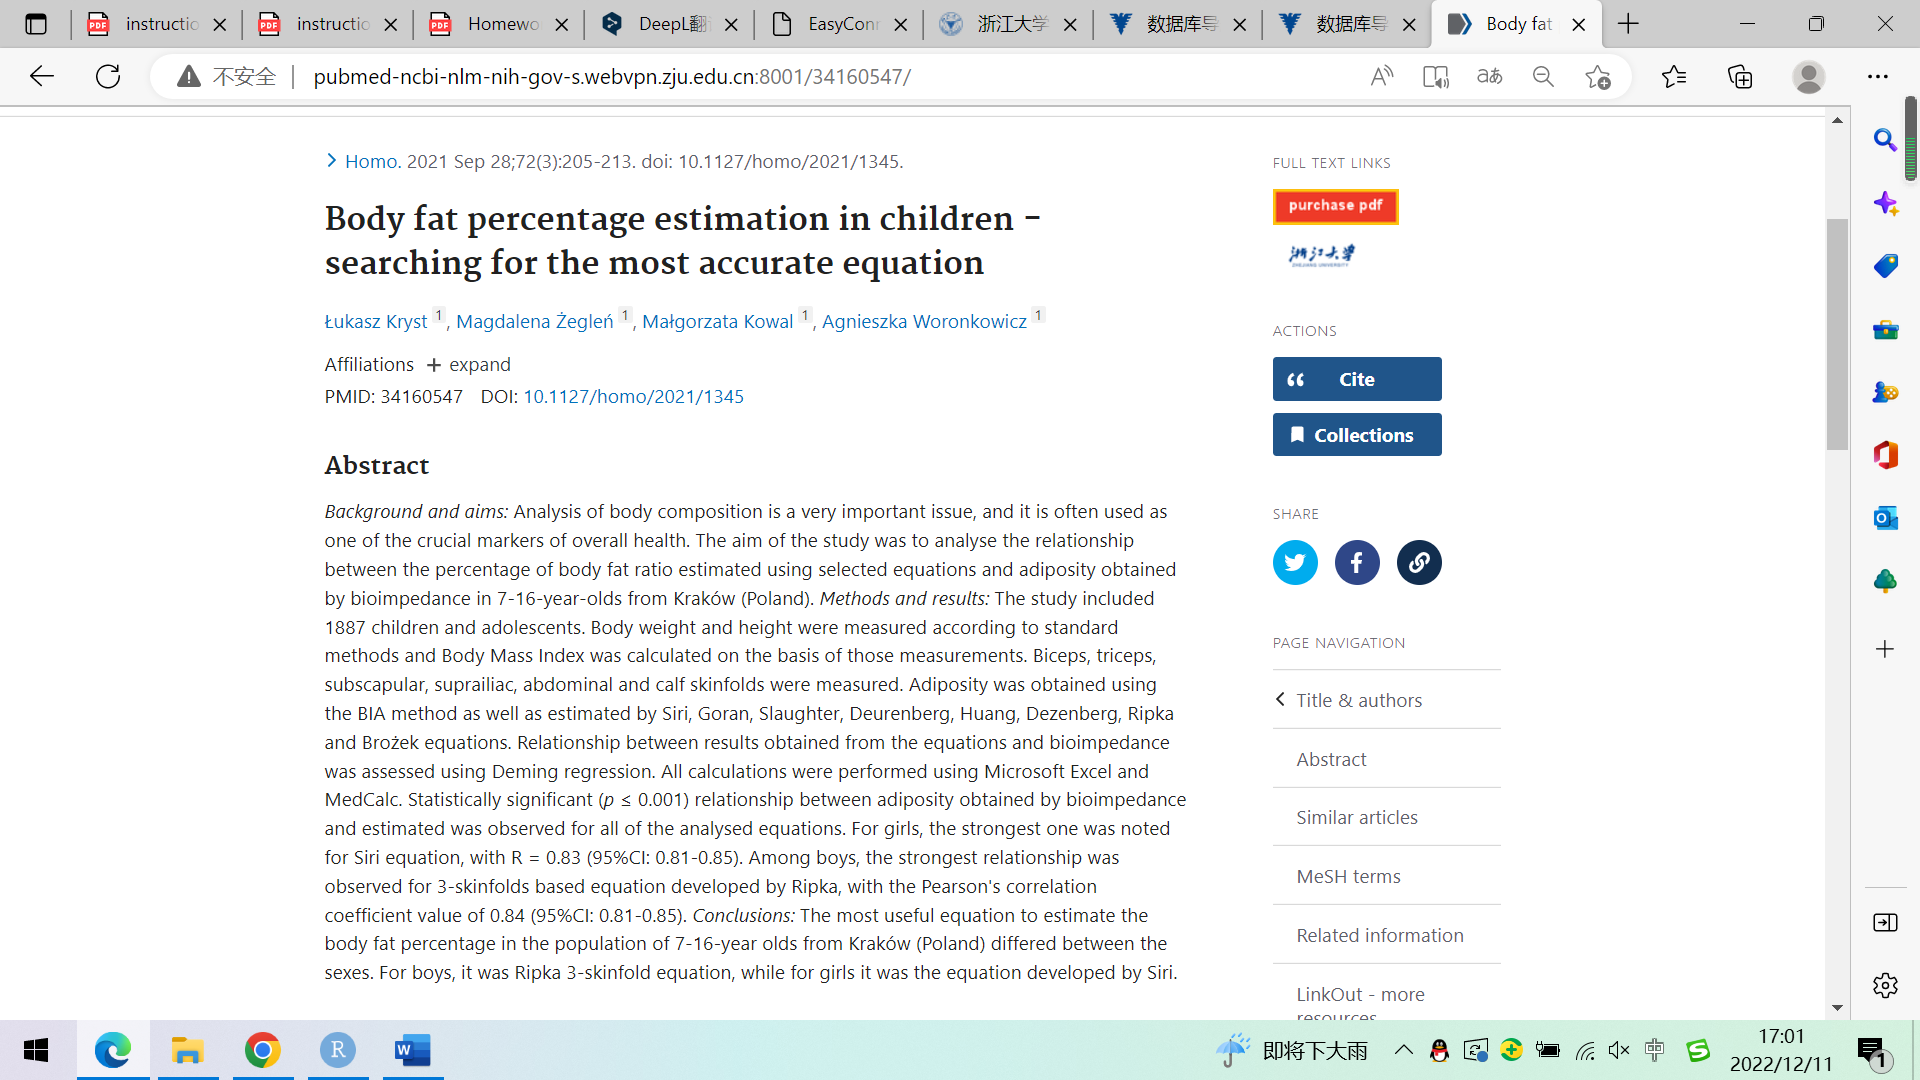 instructio
instructio
Homewo
DeepL翻
EasyConn
浙江大学
数据库导
数据库导
Body fat
不安全
pubmed-ncbi-nlm-nih-gov-s.webvpn.zju.edu.cn:8001/34160547/
Homo. 2021 Sep 28;72(3):205-213. doi: 10.1127/homo/2021/1345.
Body fat percentage estimation in children -
searching for the most accurate equation
Łukasz Kryst 1, Magdalena Żegleń 1, Małgorzata Kowal 1, Agnieszka Woronkowicz 1
Affiliations + expand
PMID: 34160547 DOI: 10.1127/homo/2021/1345
Abstract
Background and aims: Analysis of body composition is a very important issue, and it is often used as
one of the crucial markers of overall health. The aim of the study was to analyse the relationship
between the percentage of body fat ratio estimated using selected equations and adiposity obtained
by bioimpedance in 7-16-year-olds from Kraków (Poland). Methods and results: The study included
1887 children and adolescents. Body weight and height were measured according to standard
methods and Body Mass Index was calculated on the basis of those measurements. Biceps, triceps,
subscapular, suprailiac, abdominal and calf skinfolds were measured. Adiposity was obtained using
the BIA method as well as estimated by Siri, Goran, Slaughter, Deurenberg, Huang, Dezenberg, Ripka
and Brożek equations. Relationship between results obtained from the equations and bioimpedance
was assessed using Deming regression. All calculations were performed using Microsoft Excel and
MedCalc. Statistically significant (p ≤ 0.001) relationship between adiposity obtained by bioimpedance
and estimated was observed for all of the analysed equations. For girls, the strongest one was noted
for Siri equation, with R = 0.83 (95%CI: 0.81-0.85). Among boys, the strongest relationship was
observed for 3-skinfolds based equation developed by Ripka, with the Pearson's correlation
coefficient value of 0.84 (95%CI: 0.81-0.85). Conclusions: The most useful equation to estimate the
body fat percentage in the population of 7-16-year olds from Kraków (Poland) differed between the
sexes. For boys, it was Ripka 3-skinfold equation, while for girls it was the equation developed by Siri.
FULL TEXT LINKS
purchase pdf
浙江大学
ZHEJIANG UNIVERSITY
ACTIONS
Cite
Collections
SHARE
PAGE NAVIGATION
Title & authors
Abstract
Similar articles
MeSH terms
Related information
LinkOut - more
resources
即将下大雨
中
17:01
2022/12/11
1